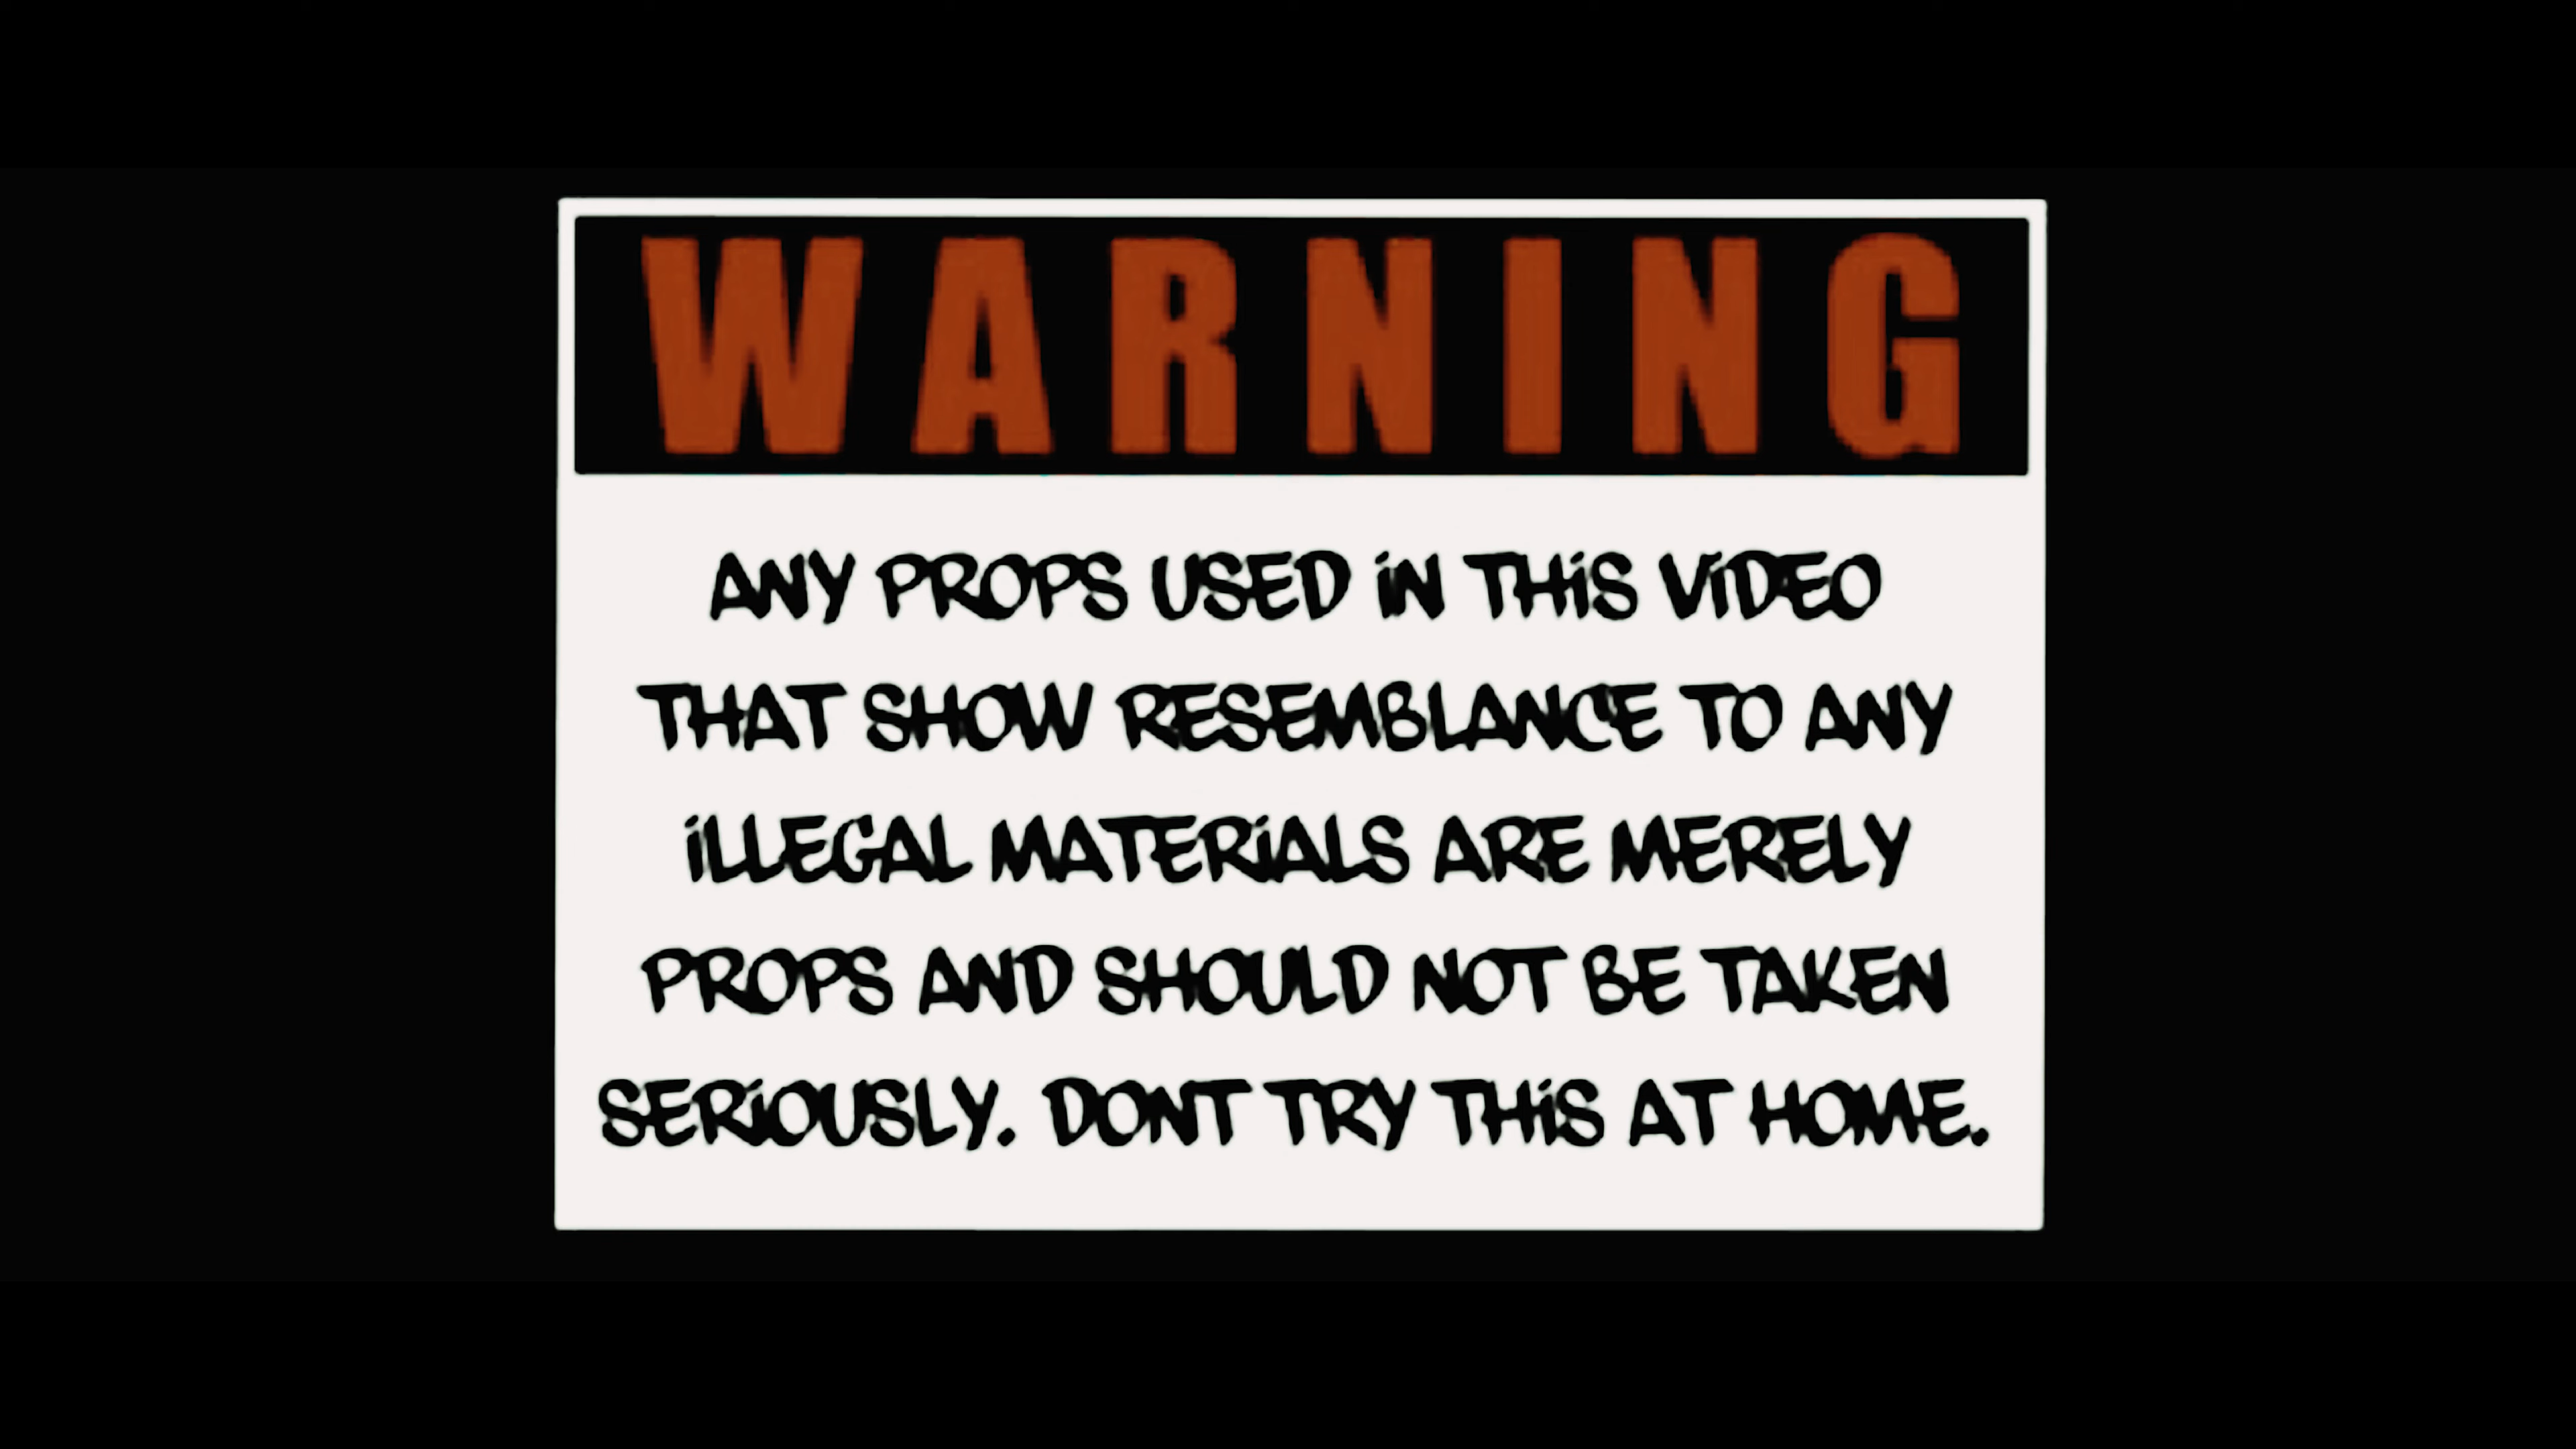 WARNING
ANY PROPS USED iN THiS ViDEO
THAT SHOW RESEMBLANCE TO ANY
iLLEGAL MATERiALS ARE MERELY
PROPS AND SHOULD NOT BE TAKEN
SERiOUSLY. DONT TRY THiS AT HOME.